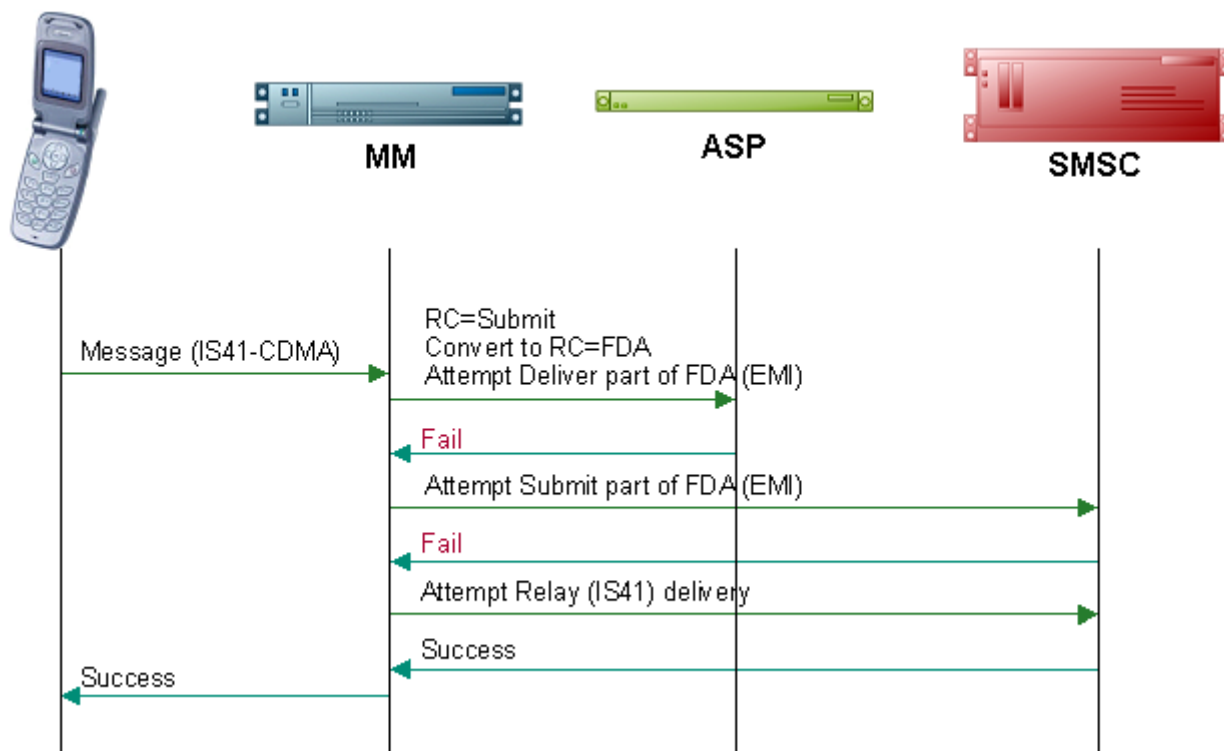 MM
ASP
SMSC
RC=Submit
Convert to RC=FDA
Message (IS41-CDMA)
Attempt Deliver part of FDA (EMI)
Fail
Attempt Submit part of FDA (EMI)
Fail
Attempt Relay (IS41) delivery
Success
Success